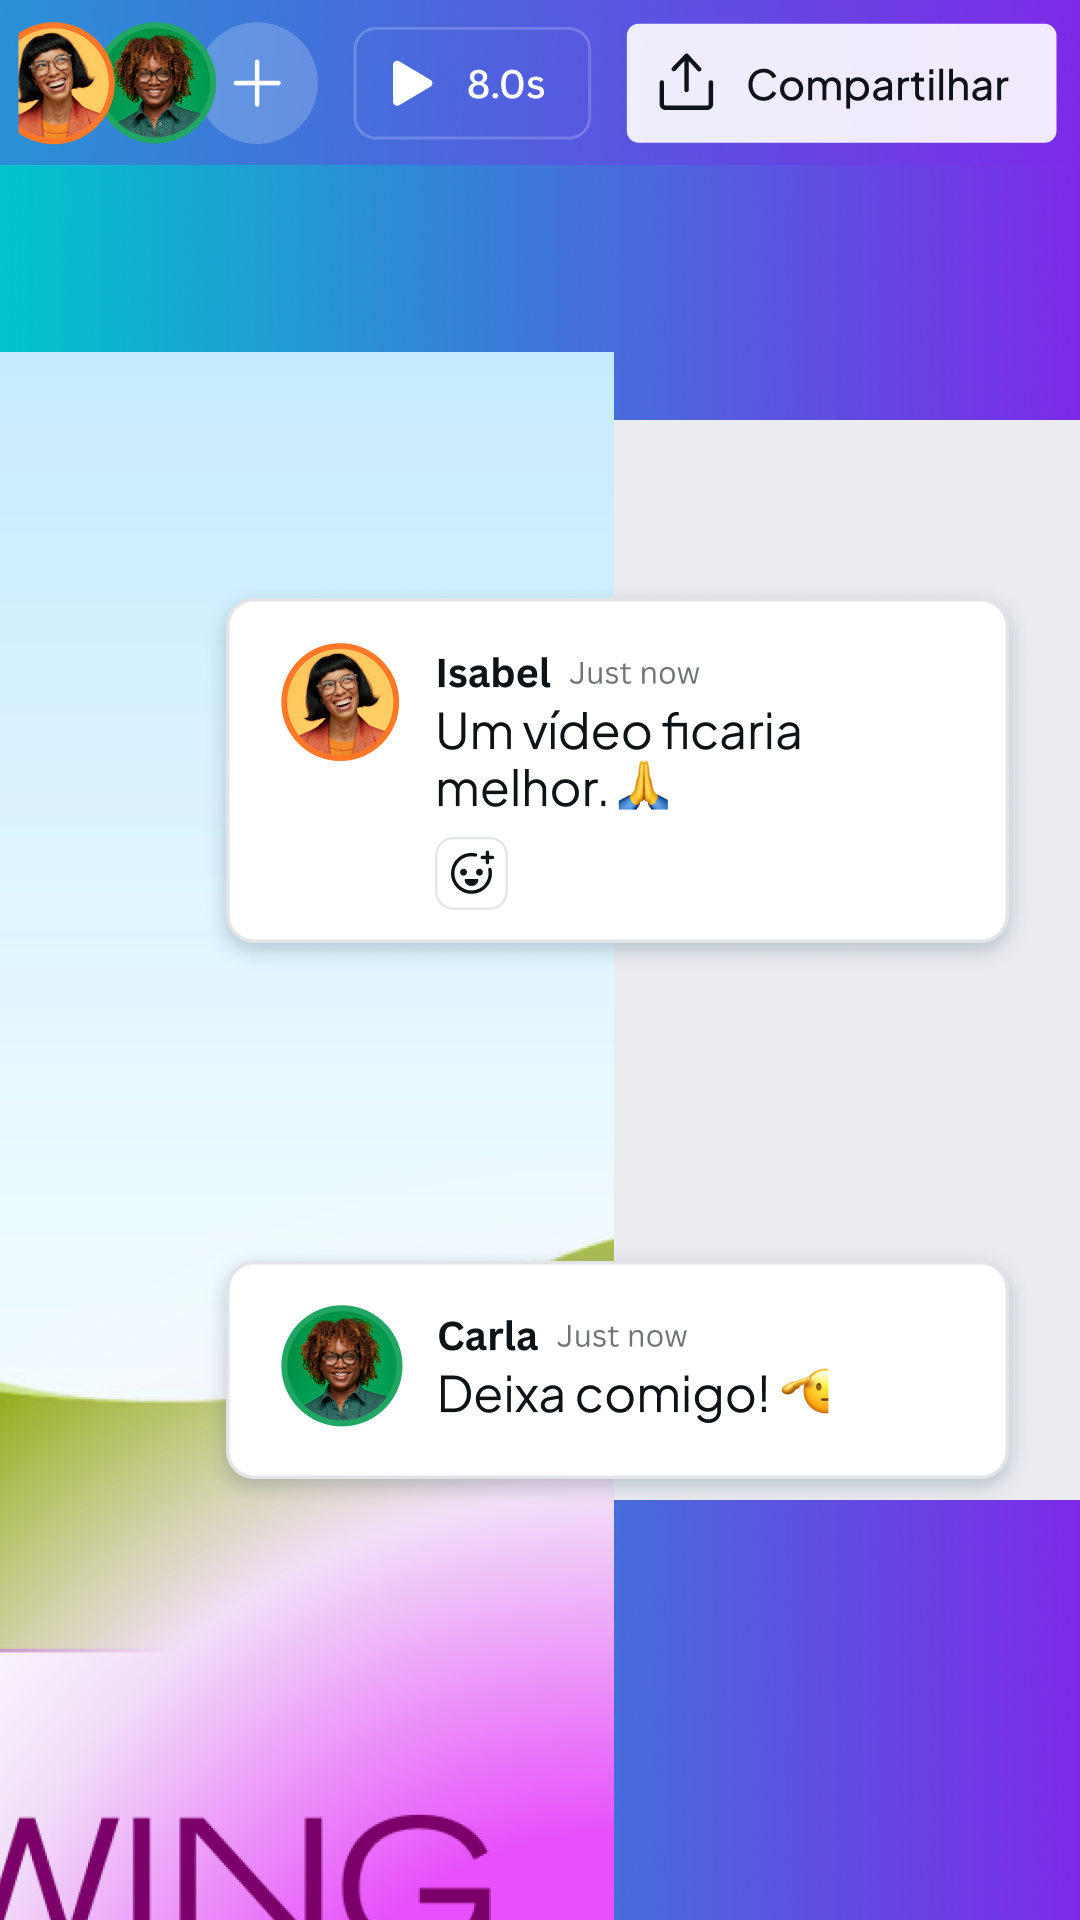 8.0s
Compartilhar
Isabel Just now
Um vídeo ficaria
melhor. 🙏
Carla Just now
Deixa comigo! 🫡
WING